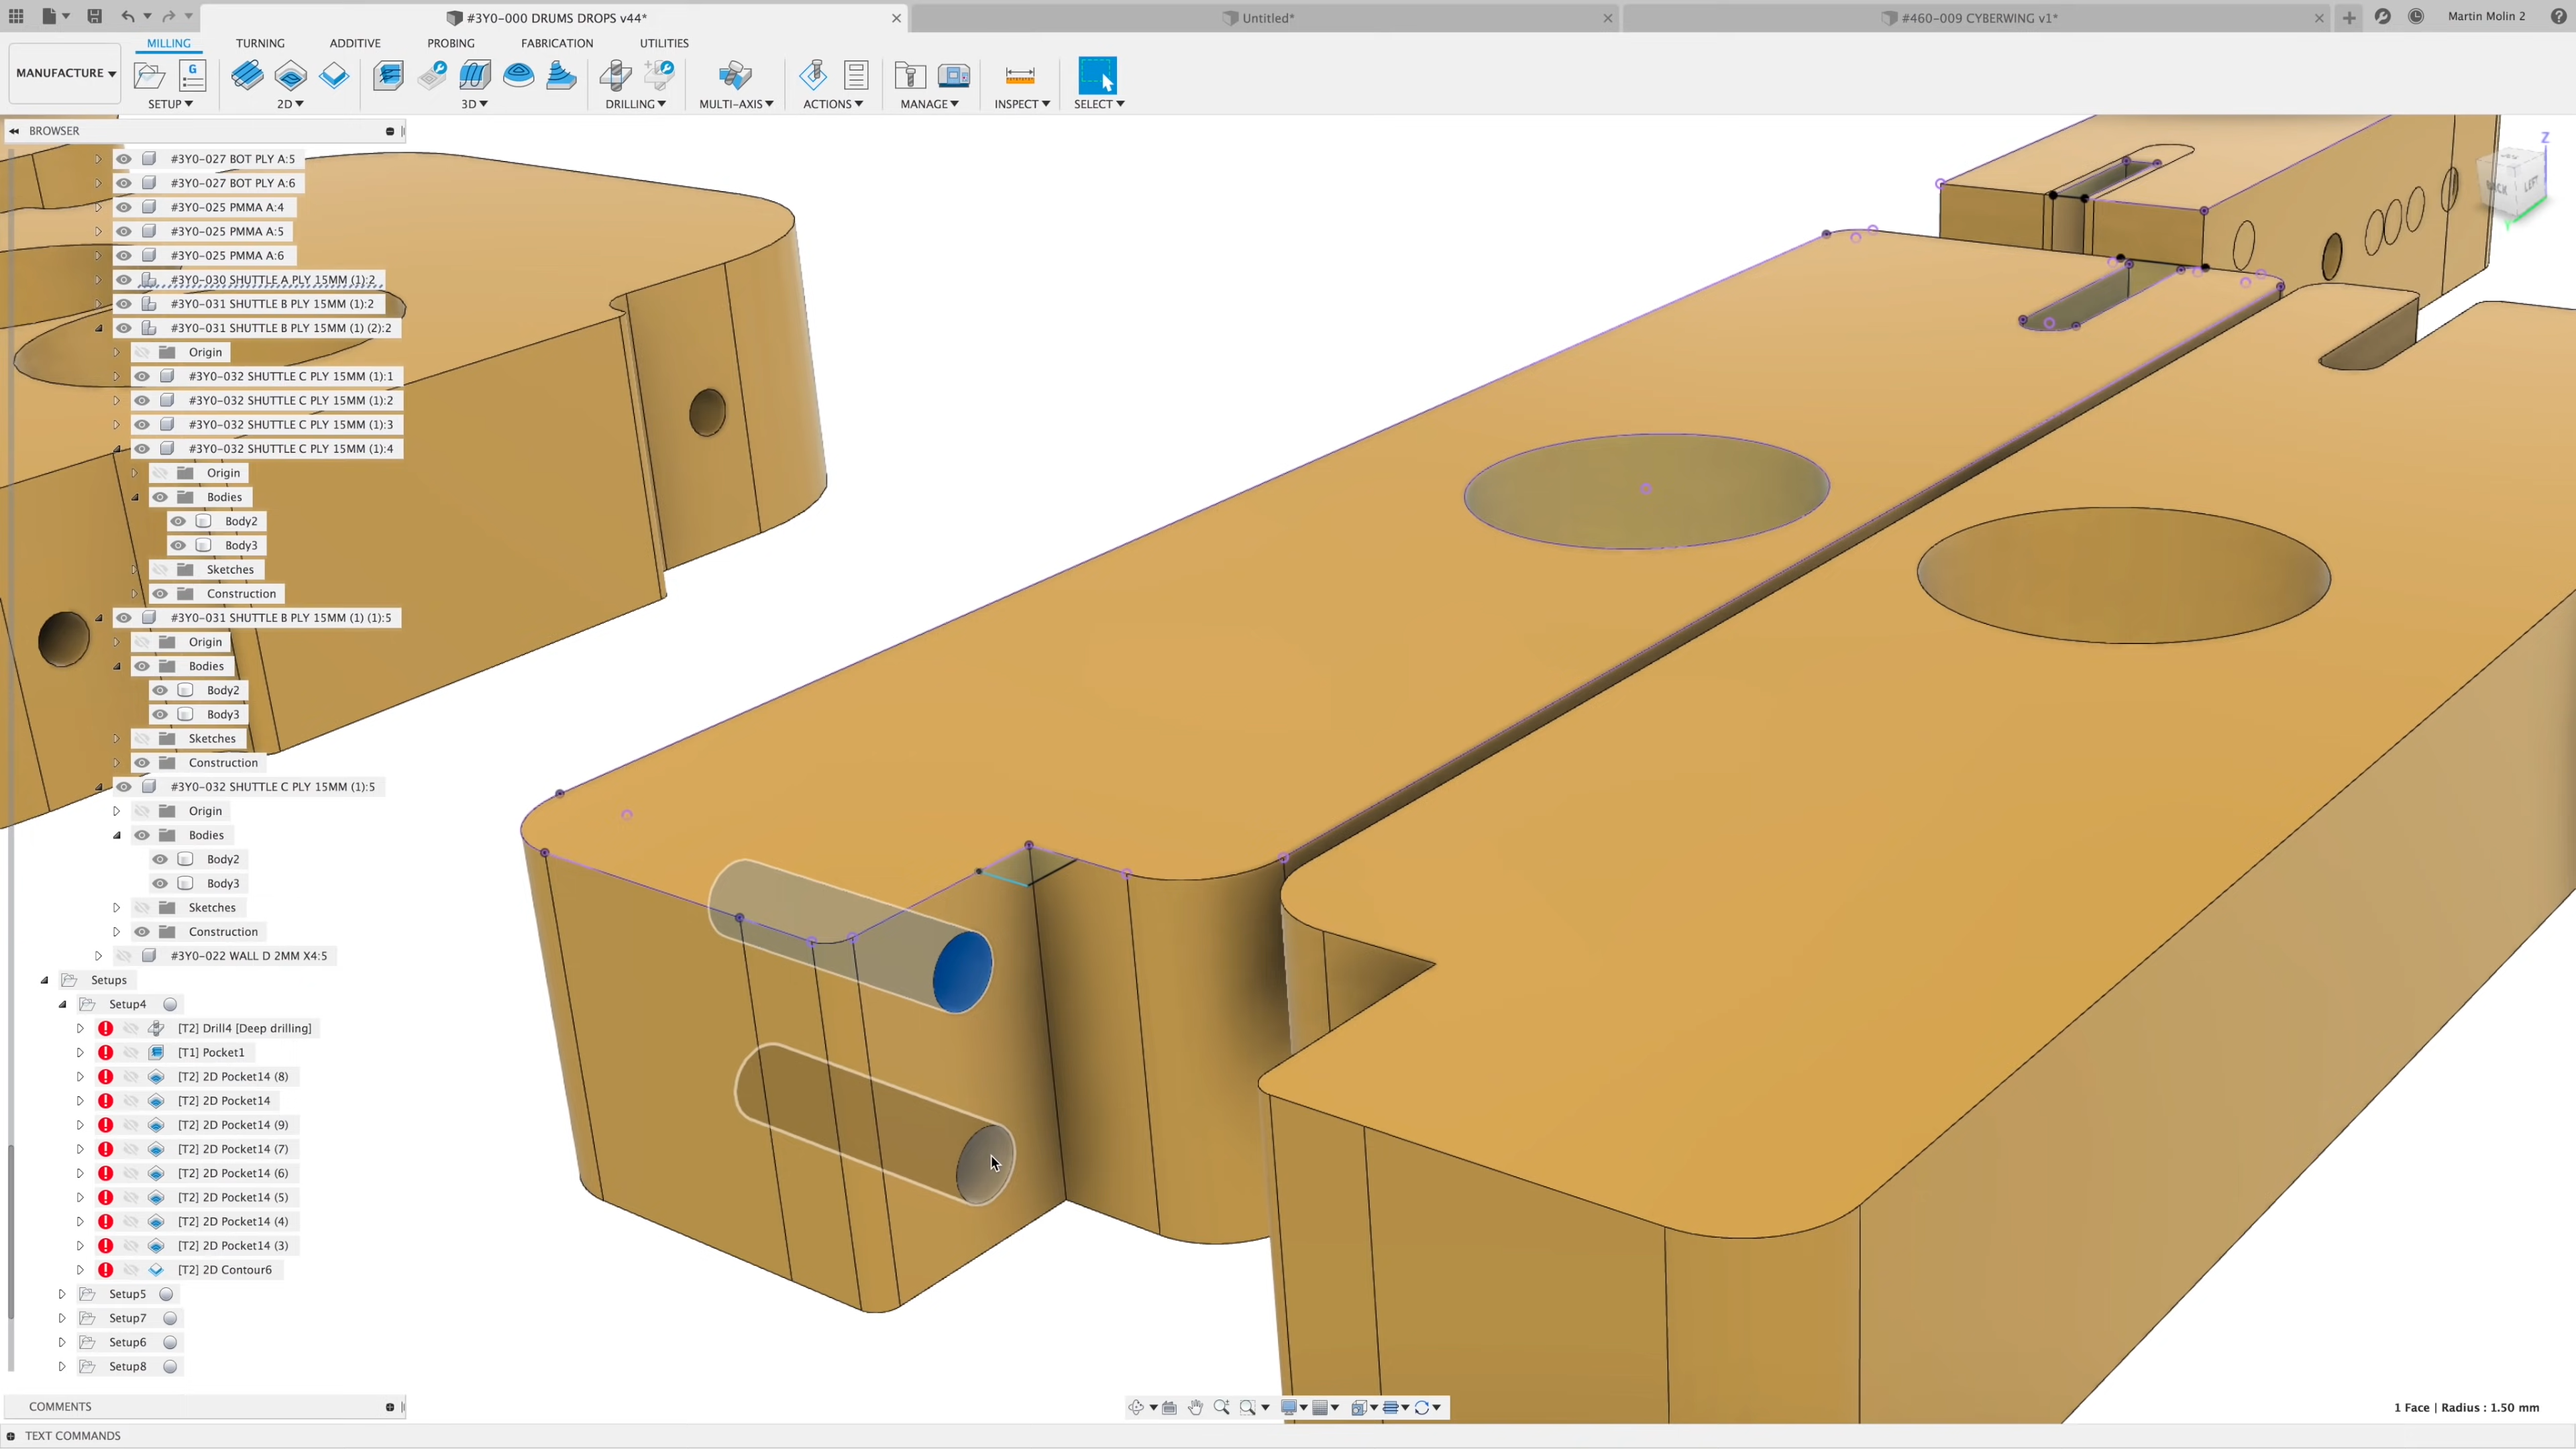 #3Y0-000 DRUMS DROPS v44*
Untitled*
#460-009 CYBERWING v1*
Martin Molin 2
MANUFACTURE
MILLING
TURNING
ADDITIVE
PROBING
FABRICATION
UTILITIES
G
SETUP
2D
3D
DRILLING
MULTI-AXIS
ACTIONS
MANAGE
INSPECT
SELECT
BROWSER
#3Y0-027 BOT PLY A:5
#3Y0-027 BOT PLY A:6
#3Y0-025 PMMA A:4
#3Y0-025 PMMA A:5
#3Y0-025 PMMA A:6
#3Y0-030 SHUTTLE A PLY 15MM (1):2
#3Y0-031 SHUTTLE B PLY 15MM (1):2
#3Y0-031 SHUTTLE B PLY 15MM (1) (2):2
Origin
#3Y0-032 SHUTTLE C PLY 15MM (1):1
#3Y0-032 SHUTTLE C PLY 15MM (1):2
#3Y0-032 SHUTTLE C PLY 15MM (1):3
#3Y0-032 SHUTTLE C PLY 15MM (1):4
Origin
Bodies
Body2
Body3
Sketches
Construction
#3Y0-031 SHUTTLE B PLY 15MM (1) (1):5
Origin
Bodies
Body2
Body3
Sketches
Construction
#3Y0-032 SHUTTLE C PLY 15MM (1):5
Origin
Bodies
Body2
Body3
Sketches
Construction
#3Y0-022 WALL D 2MM X4:5
Setups
Setup4
[T2] Drill4 [Deep drilling]
[T1] Pocket1
[T2] 2D Pocket14 (8)
[T2] 2D Pocket14
[T2] 2D Pocket14 (9)
[T2] 2D Pocket14 (7)
[T2] 2D Pocket14 (6)
[T2] 2D Pocket14 (5)
[T2] 2D Pocket14 (4)
[T2] 2D Pocket14 (3)
[T2] 2D Contour6
Setup5
Setup7
Setup6
Setup8
COMMENTS
TEXT COMMANDS
Z
BACK
LEFT
1 Face | Radius : 1.50 mm